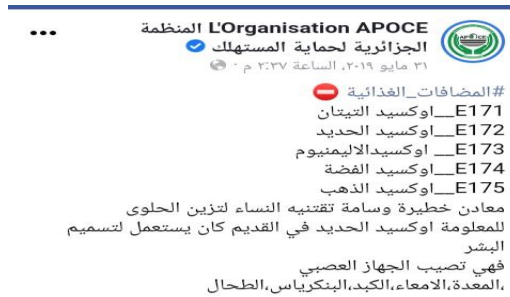 L'Organisation APOCE المنظمة
الجزائرية لحماية المستهلك
٣١ مايو ٢٠١٩، الساعة ٢:٣٧ م ·
#المضافات_الغذائية
E171__اوكسيد التيتان
E172__اوكسيد الحديد
E173__ اوكسيدالاليمنيوم
E174__اوكسيد الفضة
E175__اوكسيد الذهب
معادن خطيرة وسامة تقتنيه النساء لتزين الحلوى
للمعلومة اوكسيد الحديد في القديم كان يستعمل لتسميم
البشر
فهي تصيب الجهاز العصبي
،المعدة،الامعاء،الكبد،البنكرياس،الطحال